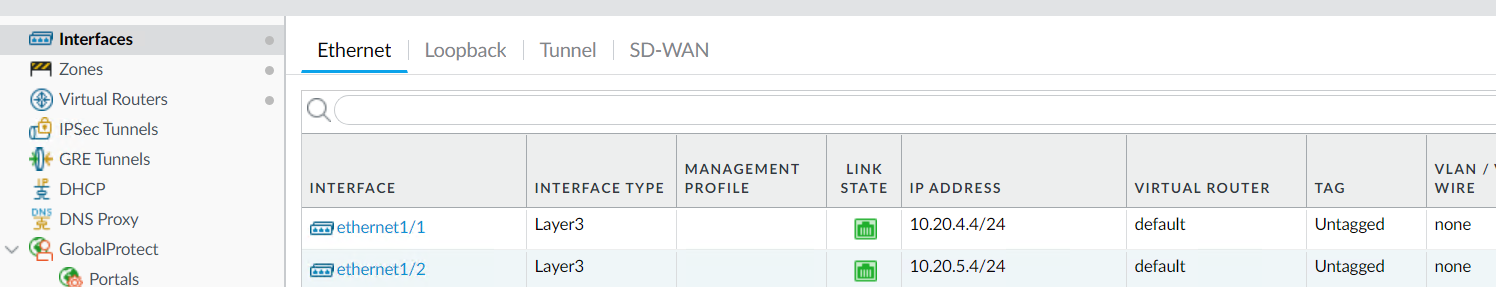 Interfaces
Zones
Virtual Routers
IPSec Tunnels
GRE Tunnels
DHCP
DNS Proxy
GlobalProtect
Portals
Ethernet Loopback Tunnel SD-WAN
INTERFACE INTERFACE TYPE MANAGEMENT PROFILE LINK STATE IP ADDRESS VIRTUAL ROUTER TAG VLAN / WIRE
ethernet1/1 Layer3 10.20.4.4/24 default Untagged none
ethernet1/2 Layer3 10.20.5.4/24 default Untagged none